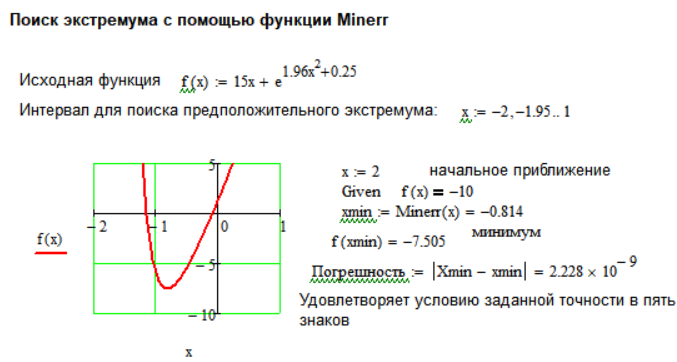 Поиск экстремума с помощью функции Minerr
Исходная функция f(x) := 15x + e^(1.96x²+0.25)
Интервал для поиска предположительного экстремума: x := −2, −1.95.. 1
x := 2 начальное приближение
Given f(x) = −10
xmin := Minerr(x) = −0.814
минимум
f(xmin) = −7.505
Погрешность := |Xmin − xmin| = 2.228 × 10^−9
Удовлетворяет условию заданной точности в пять
знаков
5
−2 −1 0 1
f(x)
−5
−10
x